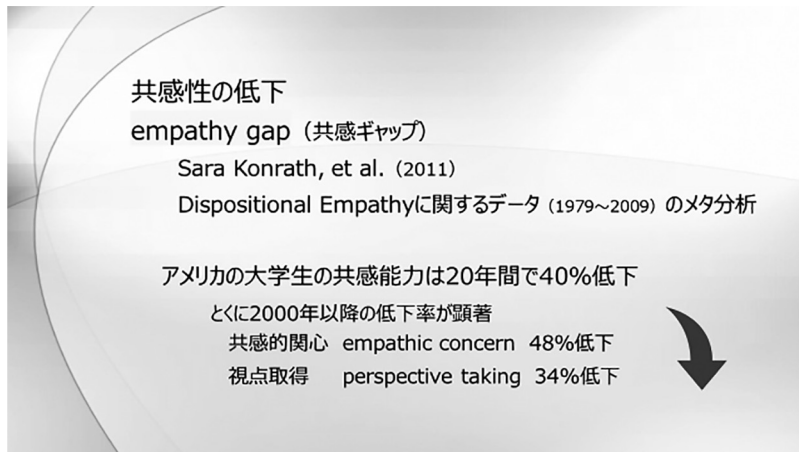 共感性の低下
empathy gap（共感ギャップ）
Sara Konrath, et al.（2011）
Dispositional Empathyに関するデータ（1979～2009）のメタ分析
アメリカの大学生の共感能力は20年間で40%低下
とくに2000年以降の低下率が顕著
共感的関心 empathic concern 48%低下
視点取得 perspective taking 34%低下